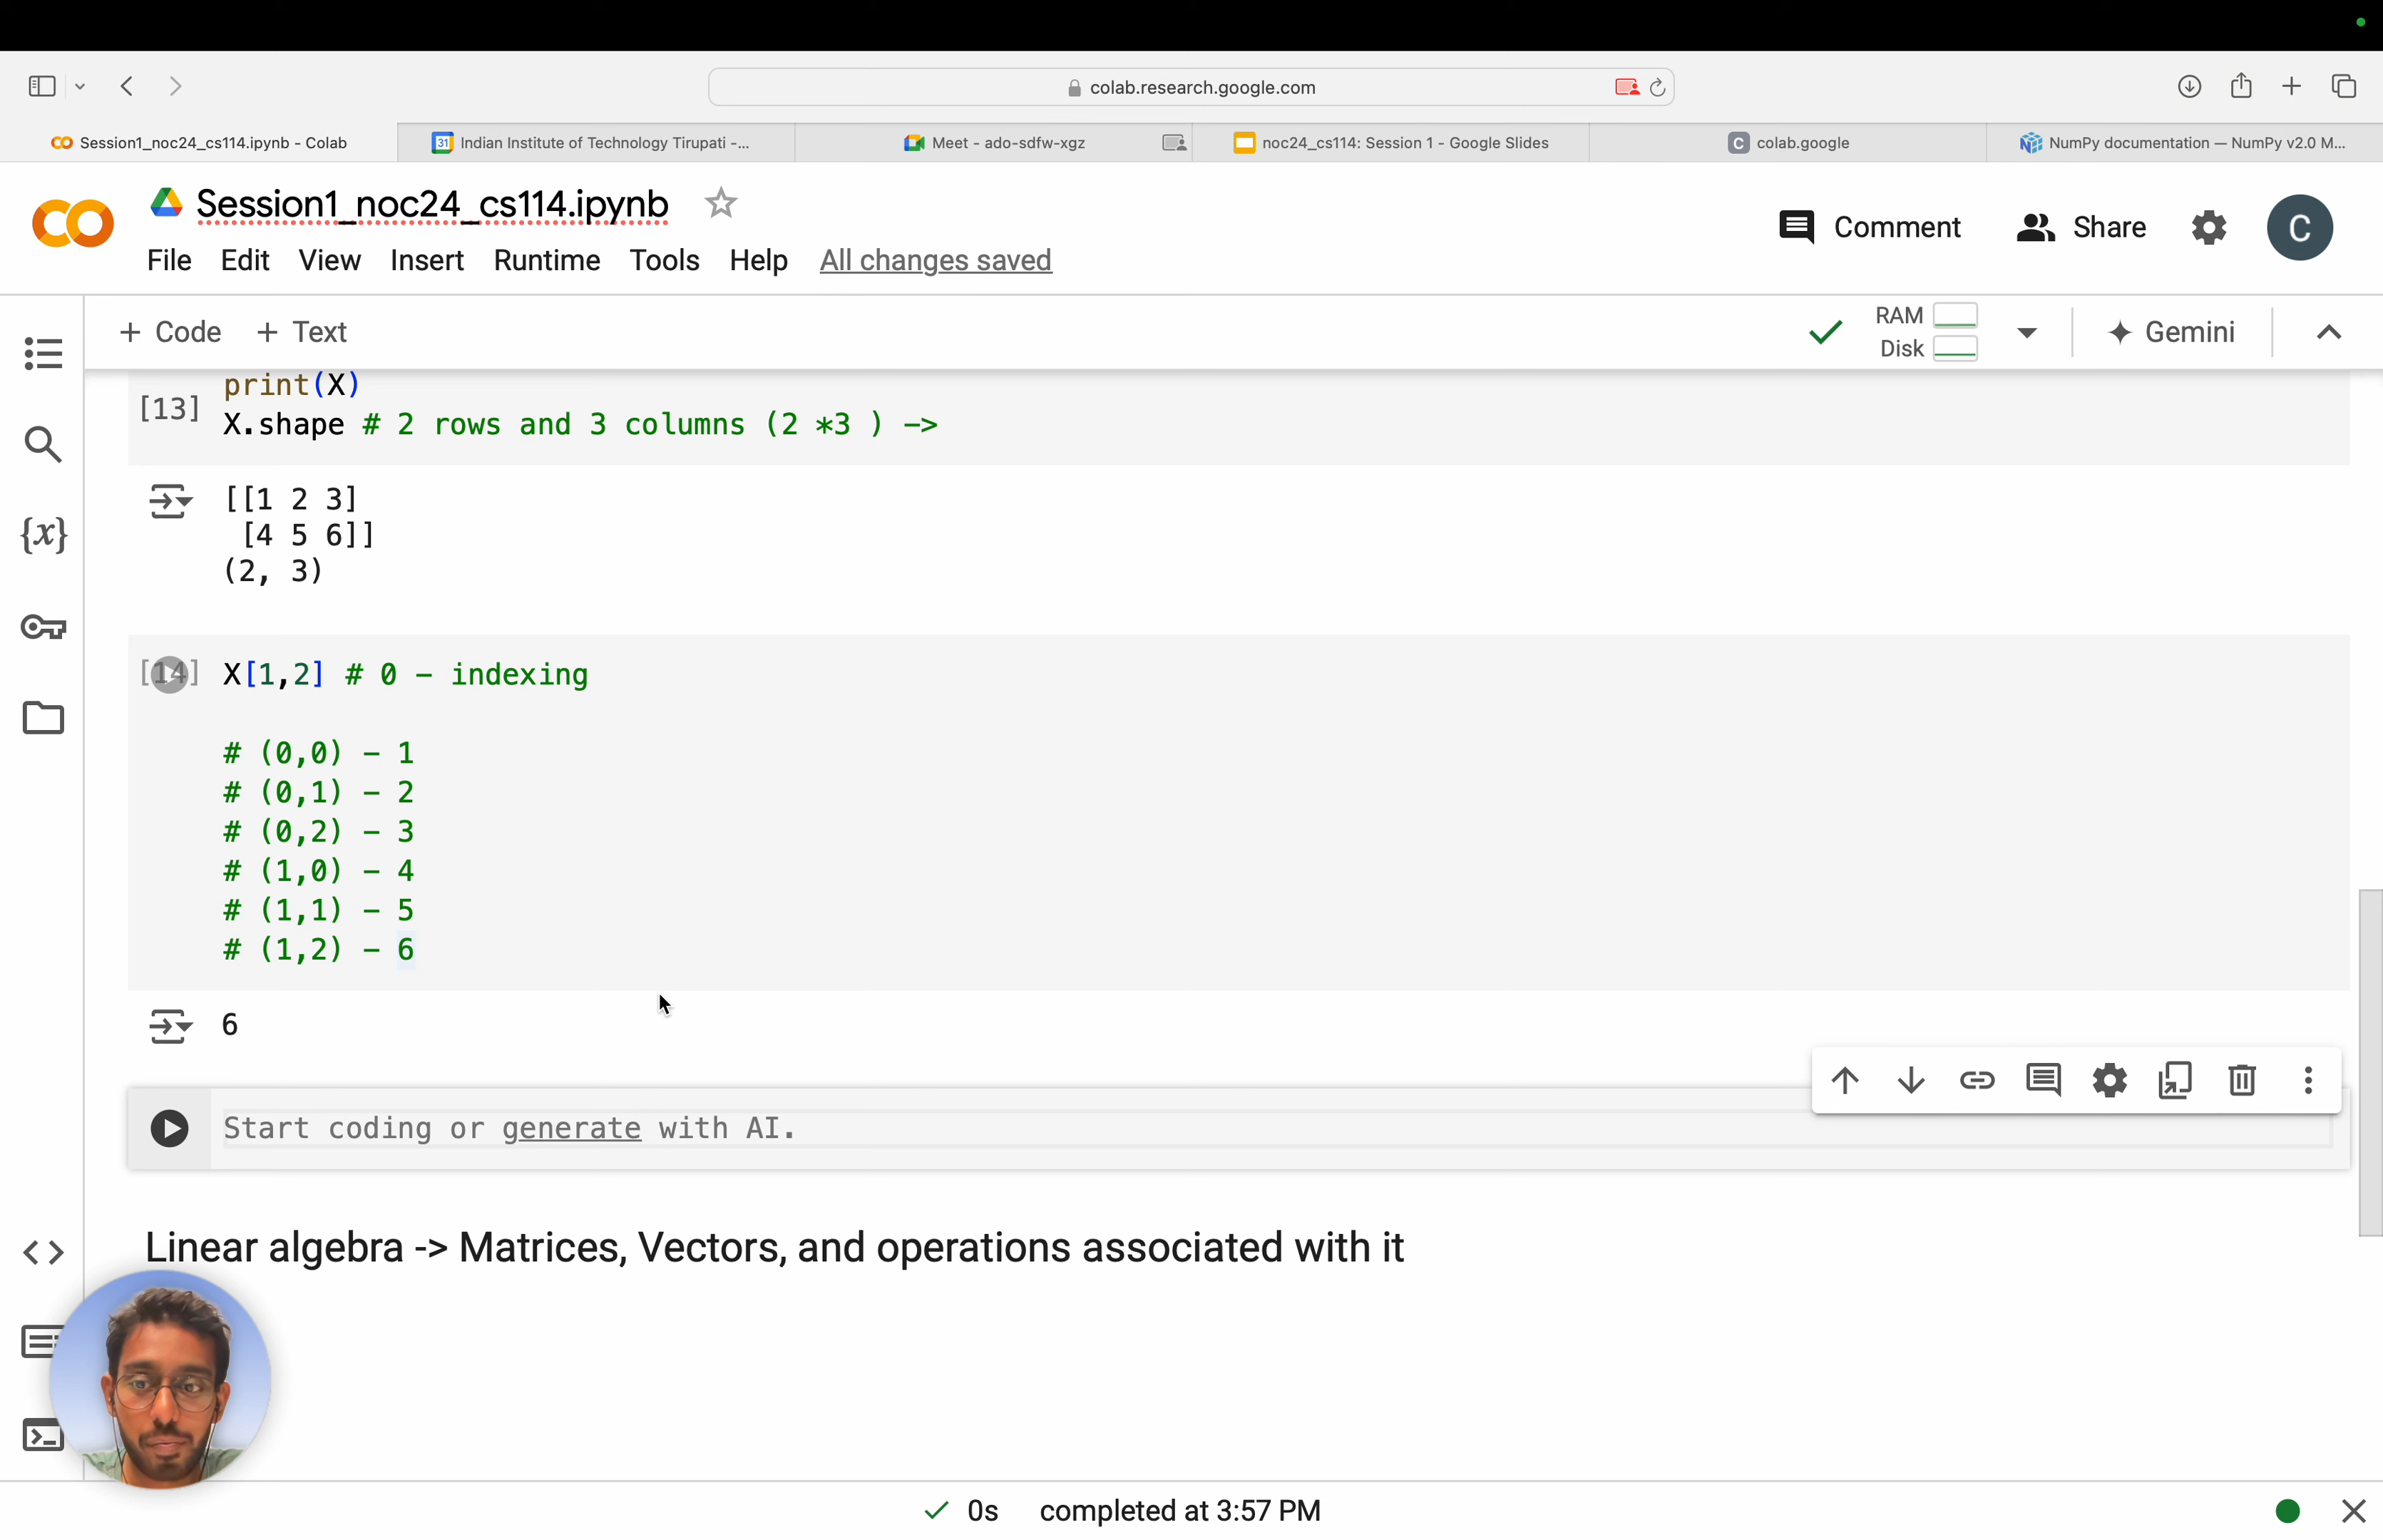 colab.research.google.com
Session1_noc24_cs114.ipynb - Colab
31
Indian Institute of Technology Tirupati -...
Meet - ado-sdfw-xgz
noc24_cs114: Session 1 - Google Slides
C
colab.google
NumPy documentation — NumPy v2.0 M...
Session1_noc24_cs114.ipynb
Comment
Share
C
File Edit View Insert Runtime Tools Help All changes saved
+ Code + Text
RAM
Disk
Gemini
print(X)
[13]
X.shape # 2 rows and 3 columns (2 *3 ) ->
[[1 2 3]
[4 5 6]]
(2, 3)
[14] X[1,2] # 0 - indexing
# (0,0) - 1
# (0,1) - 2
# (0,2) - 3
# (1,0) - 4
# (1,1) - 5
# (1,2) - 6
6
{x}
Start coding or generate with AI.
Linear algebra -> Matrices, Vectors, and operations associated with it
0s completed at 3:57 PM